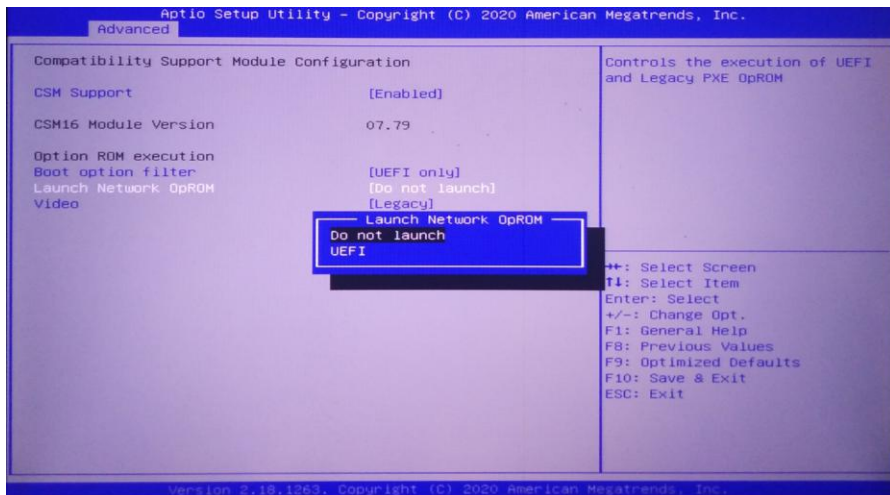 Aptio Setup Utility – Copyright (C) 2020 American Megatrends, Inc.
Advanced
Compatibility Support Module Configuration
CSM Support [Enabled]
CSM16 Module Version 07.79
Option ROM execution
Boot option filter [UEFI only]
Launch Network OpROM [Do not launch]
Video [Legacy]
Launch Network OpROM
Do not launch
UEFI
Controls the execution of UEFI
and Legacy PXE OpROM
→←: Select Screen
↑↓: Select Item
Enter: Select
+/-: Change Opt.
F1: General Help
F8: Previous Values
F9: Optimized Defaults
F10: Save & Exit
ESC: Exit
Version 2.18.1263. Copyright (C) 2020 American Megatrends, Inc.